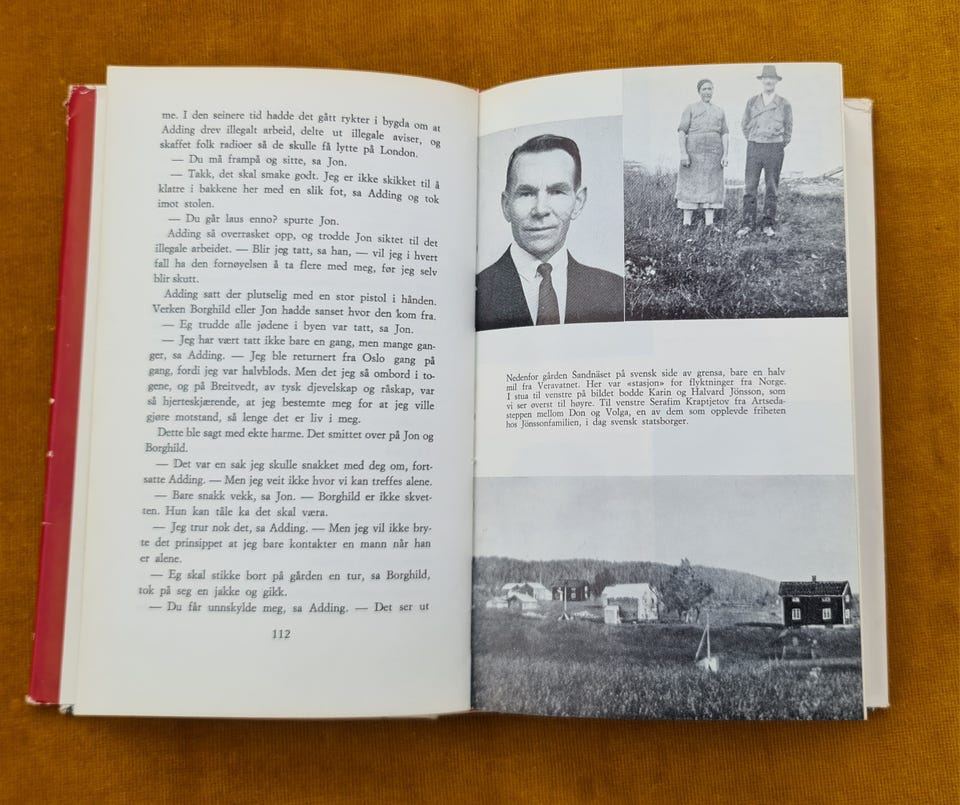 me. I den seinere tid hadde det gått rykter i bygda om at
Adding drev illegalt arbeid, delte ut illegale aviser, og
skaffet folk radioer så de skulle få lytte på London.
— Du må frampå og sitte, sa Jon.
— Takk, det skal smake godt. Jeg er ikke skikket til å
klatre i bakkene her med en slik fot, sa Adding og tok
imot stolen.
— Du går laus enno? spurte Jon.
Adding så overrasket opp, og trodde Jon siktet til det
illegale arbeidet. — Blir jeg tatt, sa han, — vil jeg i hvert
fall ha den fornøyelsen å ta flere med meg, før jeg selv
blir skutt.
Adding satt der plutselig med en stor pistol i hånden.
Verken Borghild eller Jon hadde sanset hvor den kom fra.
— Eg trudde alle jødene i byen var tatt, sa Jon.
— Jeg har vært tatt ikke bare en gang, men mange gan-
ger, sa Adding. — Jeg ble returnert fra Oslo gang på
gang, fordi jeg var halvblods. Men det jeg så ombord i to-
gene, og på Breitvedt, av tysk djevelskap og råskap, var
så hjerteskjærende, at jeg bestemte meg for at jeg ville
gjøre motstand, så lenge det er liv i meg.
Dette ble sagt med ekte harme. Det smittet over på Jon og
Borghild.
— Det var en sak jeg skulle snakket med deg om, fort-
satte Adding. — Men jeg veit ikke hvor vi kan treffes alene.
— Bare snakk vekk, sa Jon. — Borghild er ikke skvet-
ten. Hun kan tåle ka det skal væra.
— Jeg trur nok det, sa Adding. — Men jeg vil ikke bry-
te det prinsippet at jeg bare kontakter en mann når han
er alene.
— Eg skal stikke bort på gården en tur, sa Borghild,
tok på seg en jakke og gikk.
— Du får unnskylde meg, sa Adding. — Det ser ut
112
Nedenfor gården Sandnäset på svensk side av grensa, bare en halv
mil fra Veravatnet. Her var «stasjon» for flyktninger fra Norge.
I stua til venstre på bildet bodde Karin og Halvard Jönsson, som
vi ser øverst til høyre. Til venstre Serafim Kraptjetov fra Artseda-
steppen mellom Don og Volga, en av dem som opplevde friheten
hos Jönssonfamilien, i dag svensk statsborger.